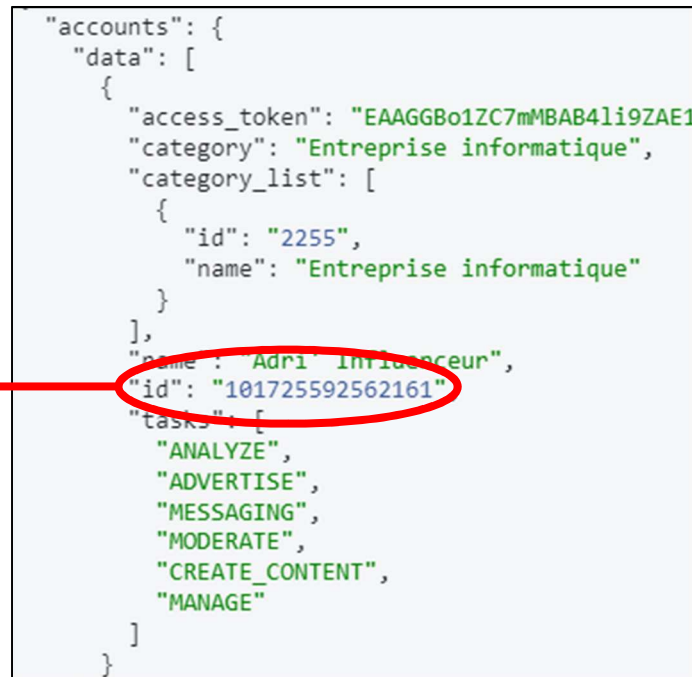 "accounts": {
"data": [
{
"access_token": "EAAGGBo1ZC7mMBAB4li9ZAE1
"category": "Entreprise informatique",
"category_list": [
{
"id": "2255",
"name": "Entreprise informatique"
}
],
"name": "Adri' Influenceur",
"id": "101725592562161"
"tasks": [
"ANALYZE",
"ADVERTISE",
"MESSAGING",
"MODERATE",
"CREATE_CONTENT",
"MANAGE"
]
}